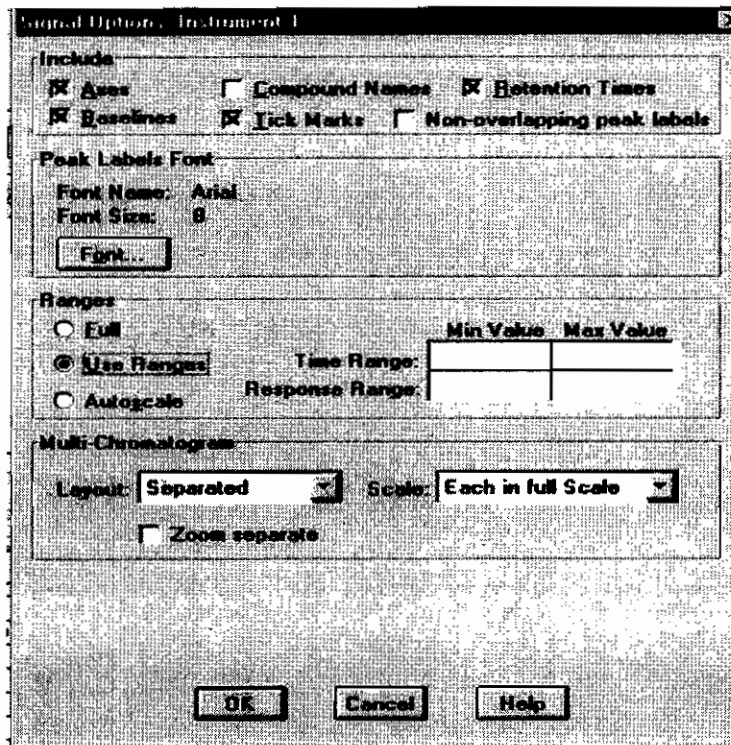 Signal Options: Instrument 1
Include
Axes Compound Names Retention Times
Baselines Tick Marks Non-overlapping peak labels
Peak Labels Font
Font Name: Arial
Font Size: 8
Font...
Ranges
Full
Min Value Max Value
Use Ranges Time Range:
Response Range:
Autoscale
Multi-Chromatogram
Layout: Separated Scale: Each in full Scale
Zoom separate
OK Cancel Help